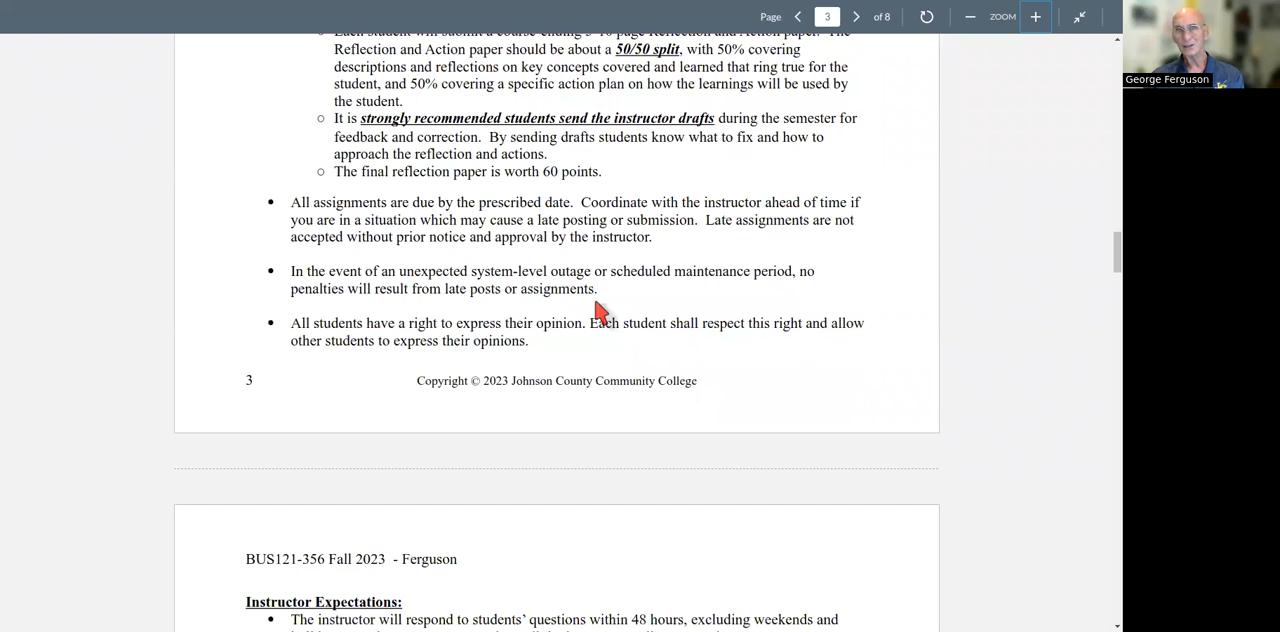 Page 3 of 8 ZOOM
George Ferguson
Reflection and Action paper should be about a 50/50 split, with 50% covering
descriptions and reflections on key concepts covered and learned that ring true for the
student, and 50% covering a specific action plan on how the learnings will be used by
the student.
○ It is strongly recommended students send the instructor drafts during the semester for
feedback and correction.  By sending drafts students know what to fix and how to
approach the reflection and actions.
○ The final reflection paper is worth 60 points.
• All assignments are due by the prescribed date.  Coordinate with the instructor ahead of time if
you are in a situation which may cause a late posting or submission.  Late assignments are not
accepted without prior notice and approval by the instructor.
• In the event of an unexpected system-level outage or scheduled maintenance period, no
penalties will result from late posts or assignments.
• All students have a right to express their opinion. Each student shall respect this right and allow
other students to express their opinions.
3 Copyright © 2023 Johnson County Community College
BUS121-356 Fall 2023  - Ferguson
Instructor Expectations:
• The instructor will respond to students’ questions within 48 hours, excluding weekends and